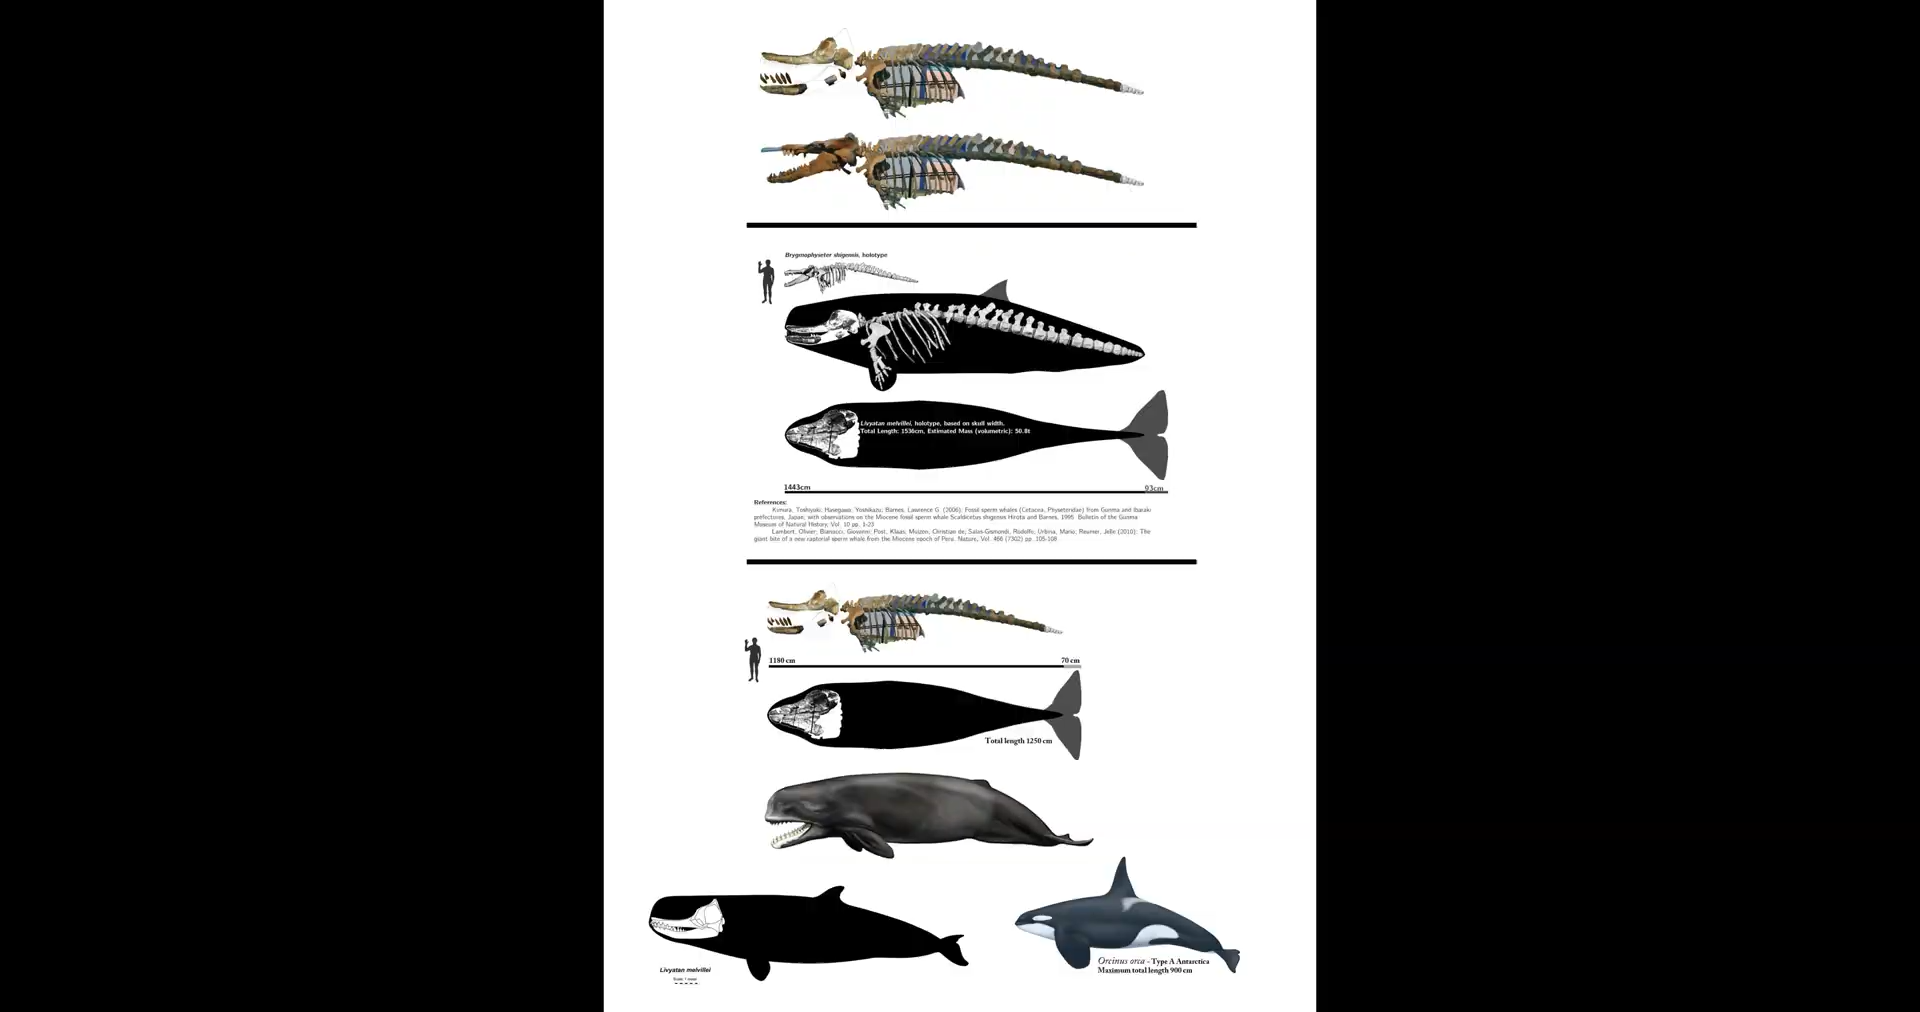 Brygmophyseter shigensis, holotype
Livyatan melvillei, holotype, based on skull width.
Total Length: 1536cm, Estimated Mass (volumetric): 50.8t
1443cm
93cm
References:
Kimura, Toshiyuki; Hasegawa, Yoshikazu; Barnes, Lawrence G. (2006): Fossil sperm whales (Cetacea, Physeteridae) from Gunma and Ibaraki
prefectures, Japan, with observations on the Miocene fossil sperm whale Scaldicetus shigensis Hirota and Barnes, 1995. Bulletin of the Gunma
Museum of Natural History, Vol. 10 pp. 1-23
Lambert, Olivier; Bianucci, Giovanni; Post, Klaas; Muizon, Christian de; Salas-Gismondi, Rodolfo; Urbina, Mario; Reumer, Jelle (2010): The
giant bite of a new raptorial sperm whale from the Miocene epoch of Peru. Nature, Vol. 466 (7302) pp. 105-108
1180 cm
70 cm
Total length 1250 cm
Livyatan melvillei
Scale: 1 meter
Orcinus orca - Type A Antarctica
Maximum total length 900 cm